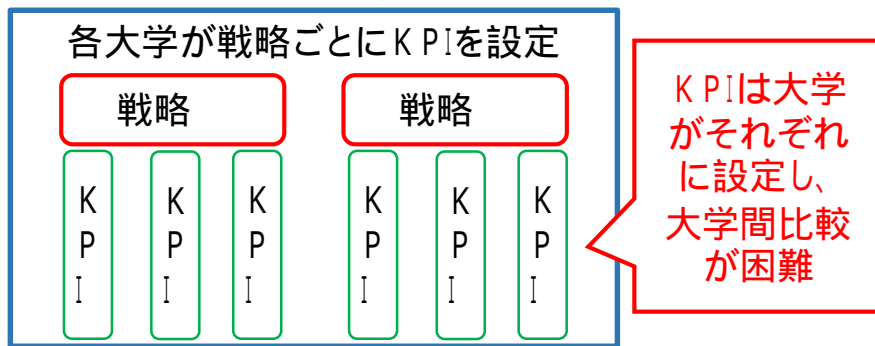 各大学が戦略ごとにＫＰＩを設定
戦略
戦略
ＫＰＩ
ＫＰＩ
ＫＰＩ
ＫＰＩ
ＫＰＩ
ＫＰＩ
ＫＰＩは大学
がそれぞれ
に設定し、
大学間比較
が困難